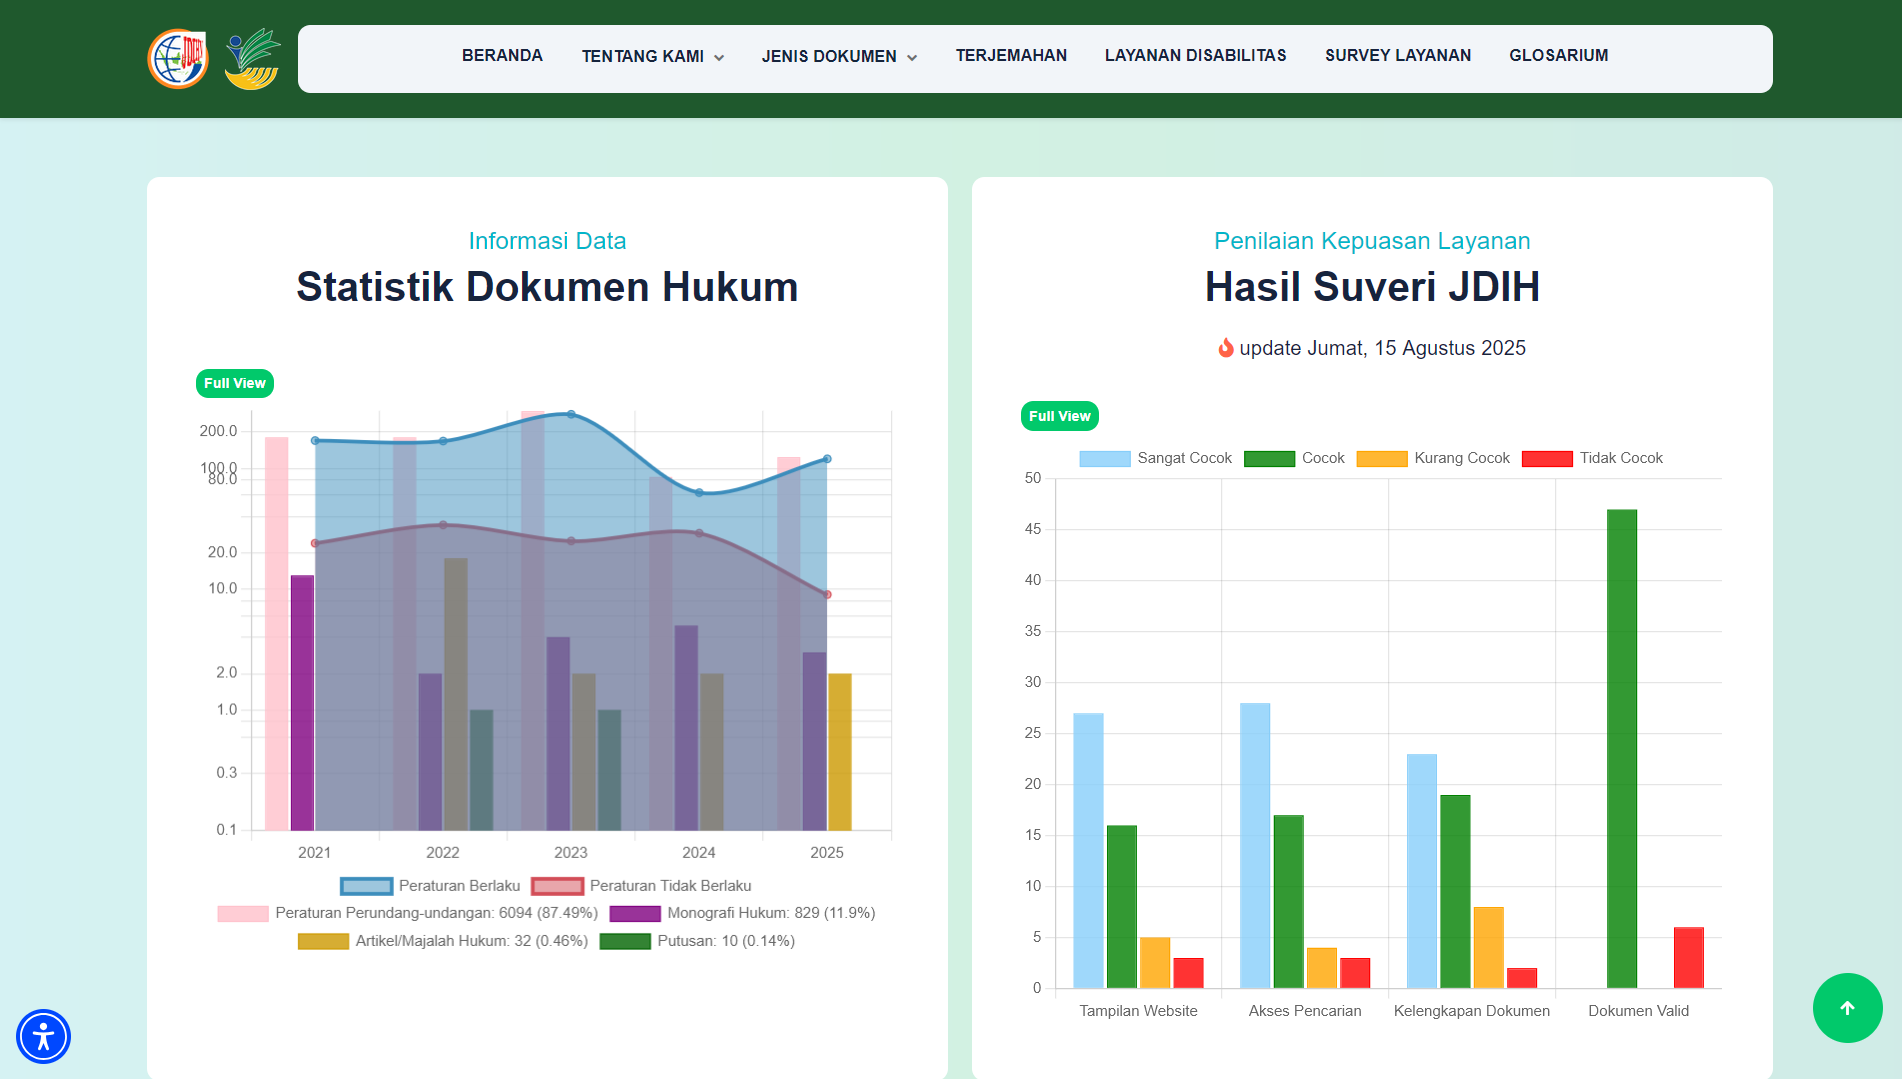 JDIHN
BERANDA
TENTANG KAMI
JENIS DOKUMEN
TERJEMAHAN
LAYANAN DISABILITAS
SURVEY LAYANAN
GLOSARIUM
Informasi Data
Statistik Dokumen Hukum
Full View
200.0
100.0
80.0
20.0
10.0
2.0
1.0
0.3
0.1
2021 2022 2023 2024 2025
Peraturan Berlaku Peraturan Tidak Berlaku
Peraturan Perundang-undangan: 6094 (87.49%) Monografi Hukum: 829 (11.9%)
Artikel/Majalah Hukum: 32 (0.46%) Putusan: 10 (0.14%)
Penilaian Kepuasan Layanan
Hasil Suveri JDIH
update Jumat, 15 Agustus 2025
Full View
Sangat Cocok Cocok Kurang Cocok Tidak Cocok
50
45
40
35
30
25
20
15
10
5
0
Tampilan Website Akses Pencarian Kelengkapan Dokumen Dokumen Valid